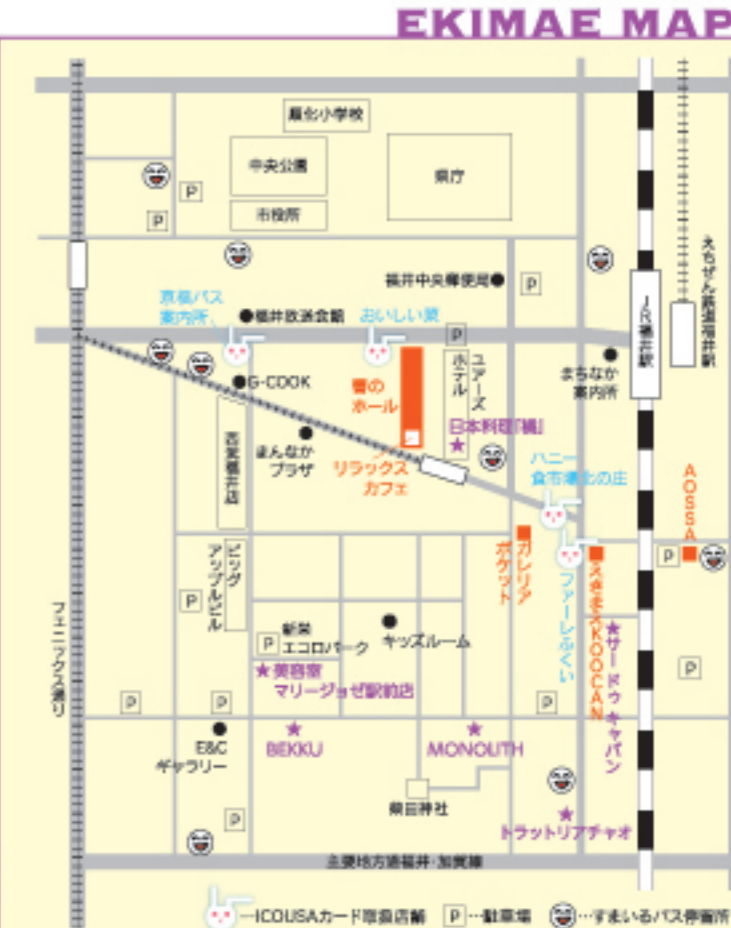 EKIMAE MAP
順化小学校
中央公園
県庁
市役所
P
P
えちぜん鉄道福井駅
福井中央郵便局
P
京福バス
案内所
福井放送会館
おいしい菜
P
JR福井駅
G-COOK
響の
ホール
ユアーズ
ホテル
まちなか
案内所
日本料理「橘」
西武福井店
まんなか
プラザ
リラックス
カフェ
ハニー
食市場北の庄
AOSSA
P
ガレリア
ポケット
ファーレふくい
えきまえKOOCAN
サードゥ キャバン
ビッグ
アップルビル
P
フェニックス通り
P
新栄
エコロパーク
キッズルーム
P
美容室
マリージョゼ駅前店
P
P
P
E&C
ギャラリー
BEKKU
MONOLITH
柴田神社
P
トラットリアチャオ
主要地方道福井・加賀線
…ICOUSAカード取扱店舗
P…駐車場
…すまいるバス停留所